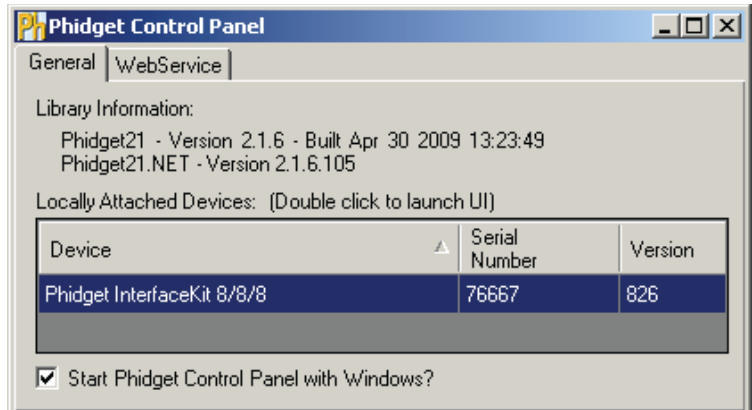 Ph Phidget Control Panel
General WebService
Library Information:
Phidget21 - Version 2.1.6 - Built Apr 30 2009 13:23:49
Phidget21.NET - Version 2.1.6.105
Locally Attached Devices: (Double click to launch UI)
Device Serial Number Version
Phidget InterfaceKit 8/8/8 76667 826
Start Phidget Control Panel with Windows?